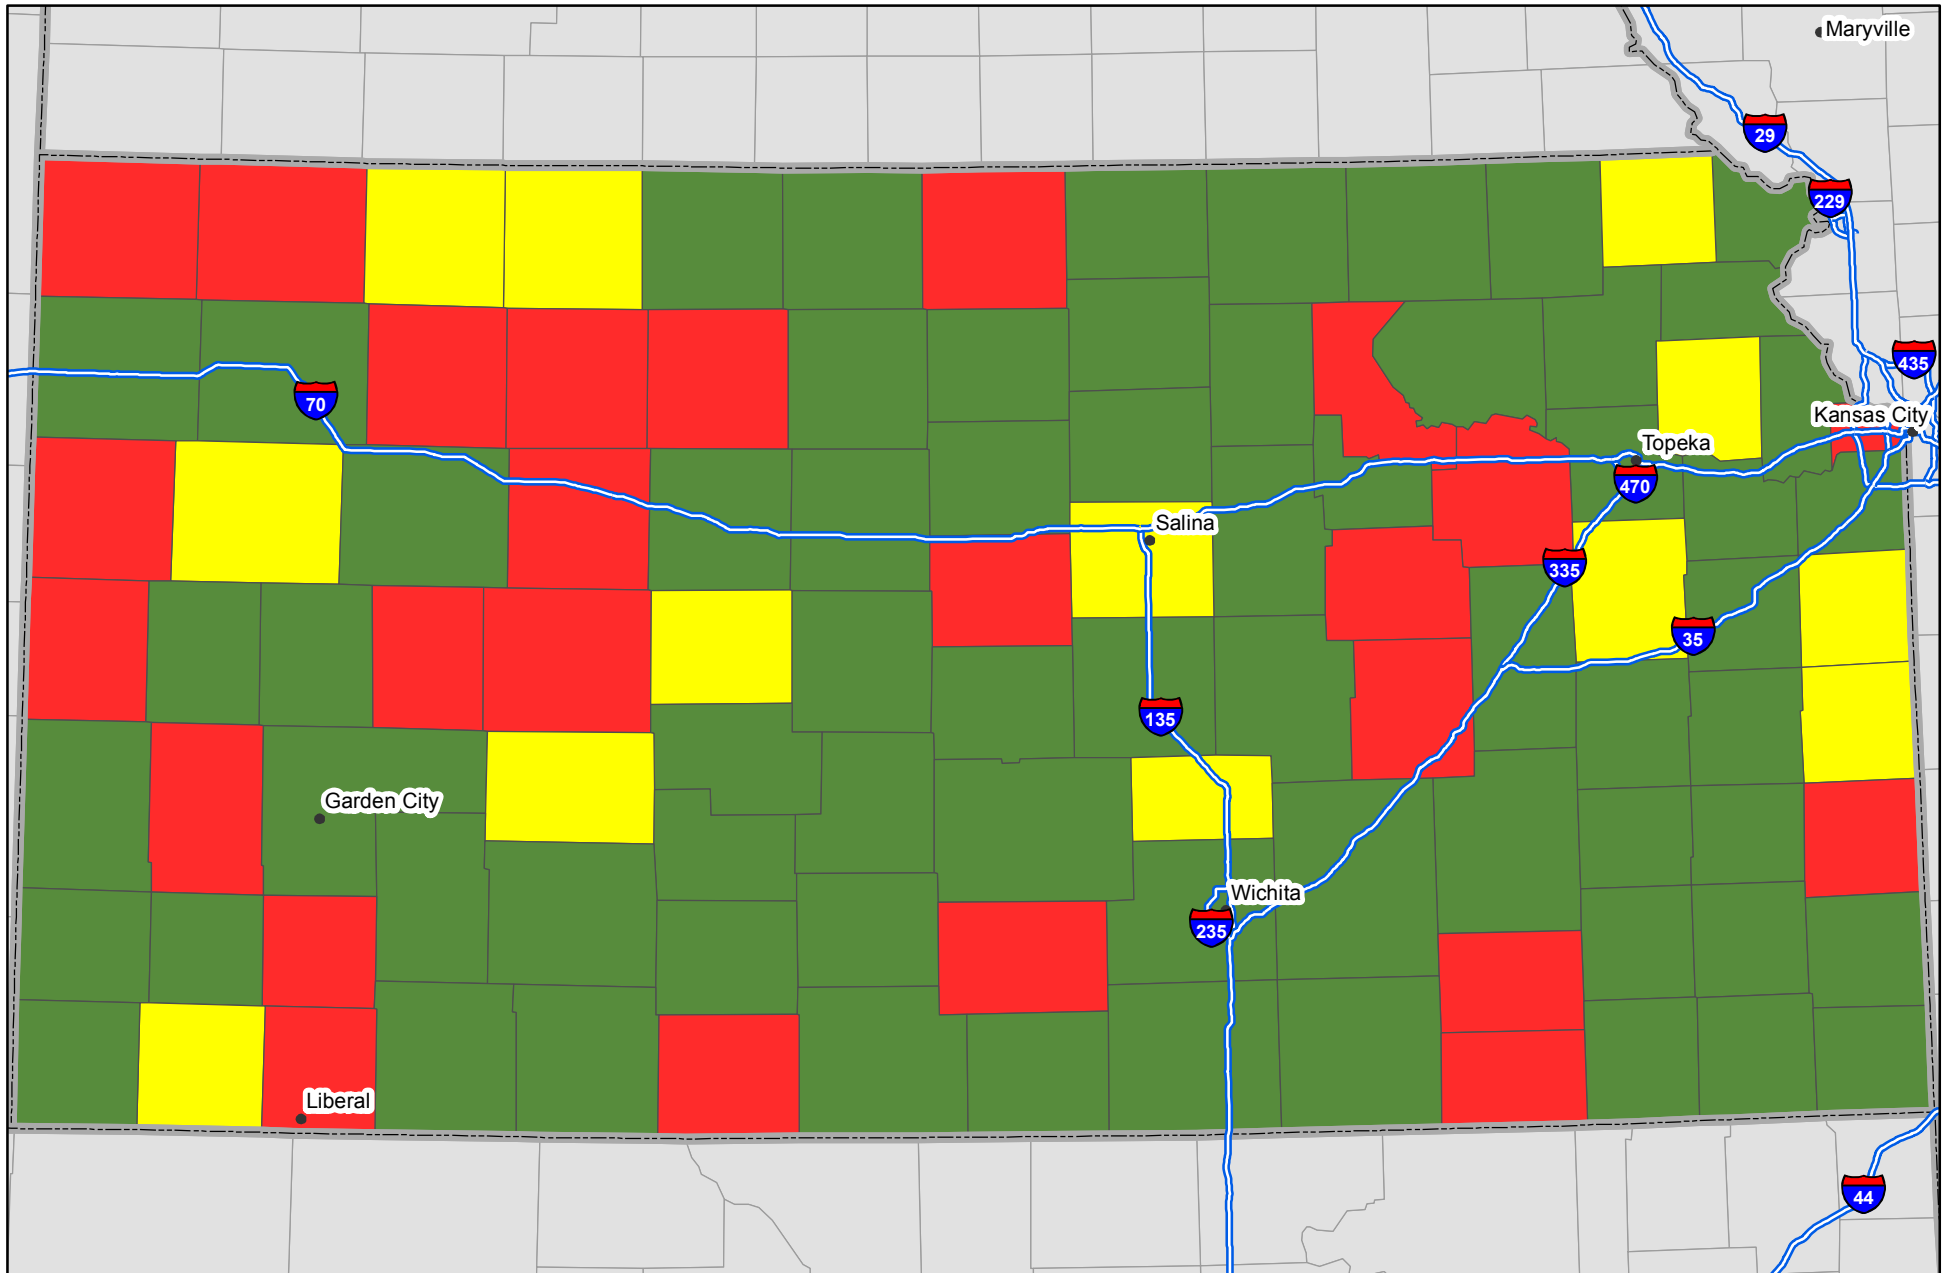 Maryville
29
229
435
70
Kansas City
Topeka
470
Salina
335
35
135
Garden City
Wichita
235
Liberal
44